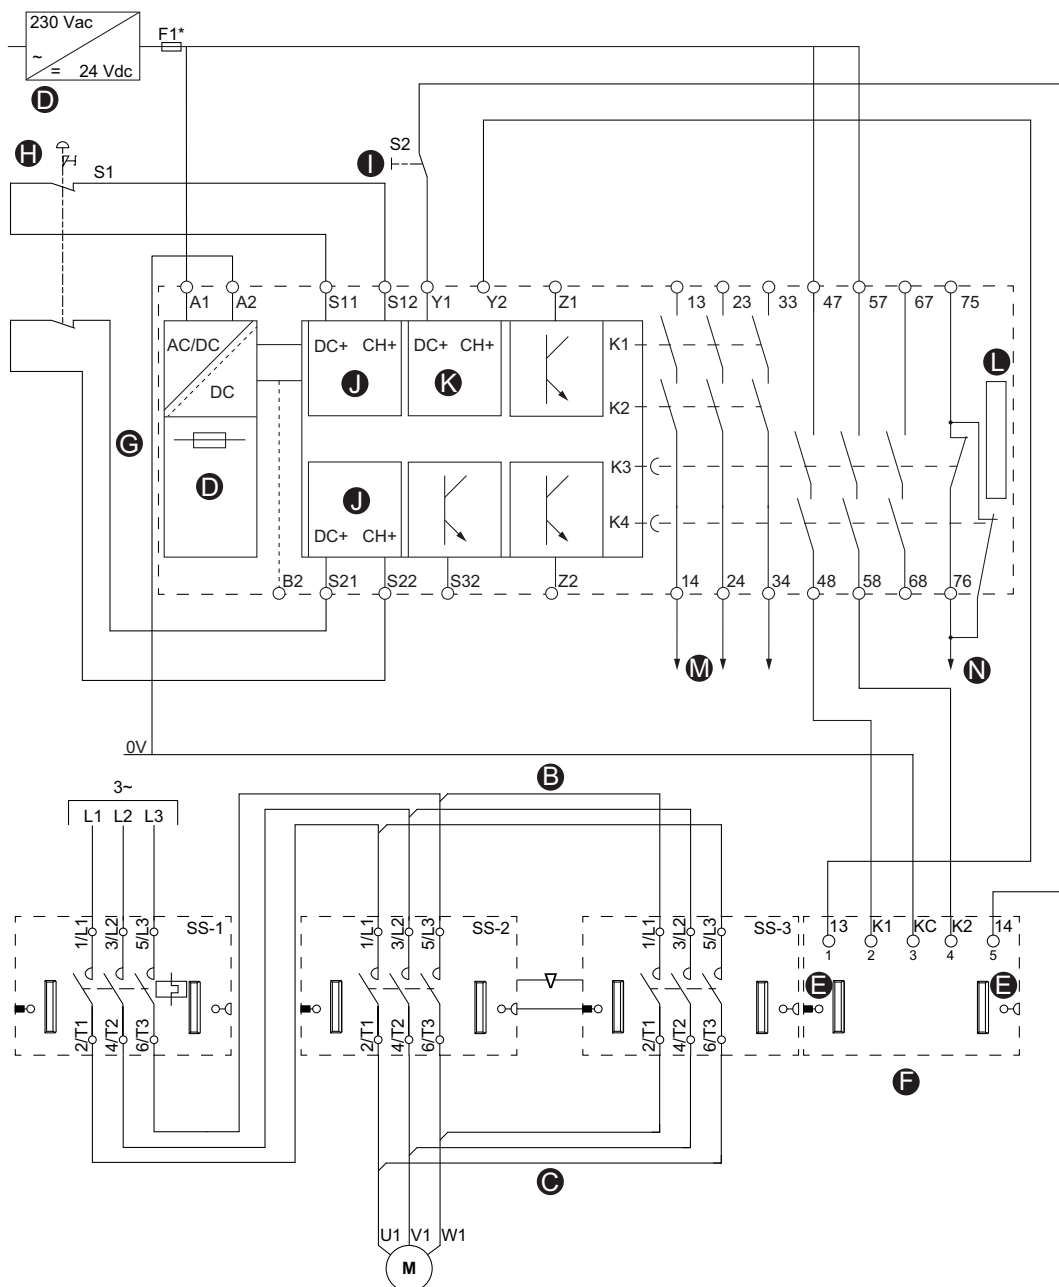 230 Vac
F1*
~
= 24 Vdc
D
H
S1
S2
I
A1 A2 S11 S12 Y1 Y2 Z1 13 23 33 47 57 67 75
AC/DC
DC
DC+ CH+
J
DC+ CH+
K
K1
K2
L
G
D
J
DC+ CH+
K3
K4
B2 S21 S22 S32 Z2 14 24 34 48 58 68 76
M
N
0V
B
3~
L1 L2 L3
1/L1 3/L2 5/L3 SS-1
1/L1 3/L2 5/L3 SS-2
1/L1 3/L2 5/L3 SS-3
13 K1 KC K2 14
1 2 3 4 5
E
E
2/T1 4/T2 6/T3
2/T1 4/T2 6/T3
2/T1 4/T2 6/T3
F
C
U1 V1 W1
M